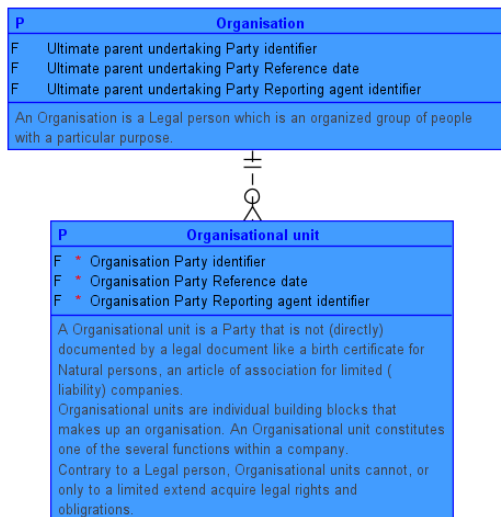 P Organisation
F Ultimate parent undertaking Party identifier
F Ultimate parent undertaking Party Reference date
F Ultimate parent undertaking Party Reporting agent identifier
An Organisation is a Legal person which is an organized group of people
with a particular purpose.
P Organisational unit
F * Organisation Party identifier
F * Organisation Party Reference date
F * Organisation Party Reporting agent identifier
A Organisational unit is a Party that is not (directly)
documented by a legal document like a birth certificate for
Natural persons, an article of association for limited (
liability) companies.
Organisational units are individual building blocks that
makes up an organisation. An Organisational unit constitutes
one of the several functions within a company.
Contrary to a Legal person, Organisational units cannot, or
only to a limited extend acquire legal rights and
obligrations.